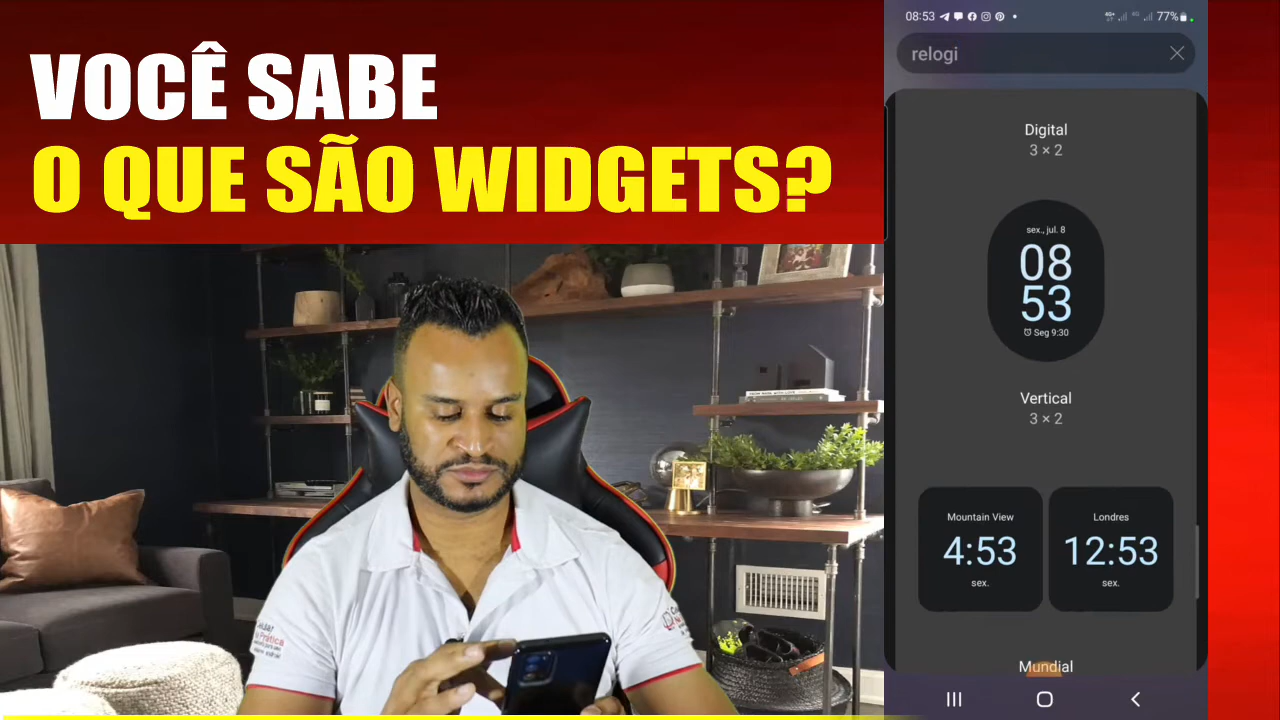 VOCÊ SABE
O QUE SÃO WIDGETS?
08:53
77%
relogi
Digital
3 × 2
sex., jul. 8
08
53
Seg 9:30
Vertical
3 × 2
Mountain View
4:53
sex.
Londres
12:53
sex.
Mundial